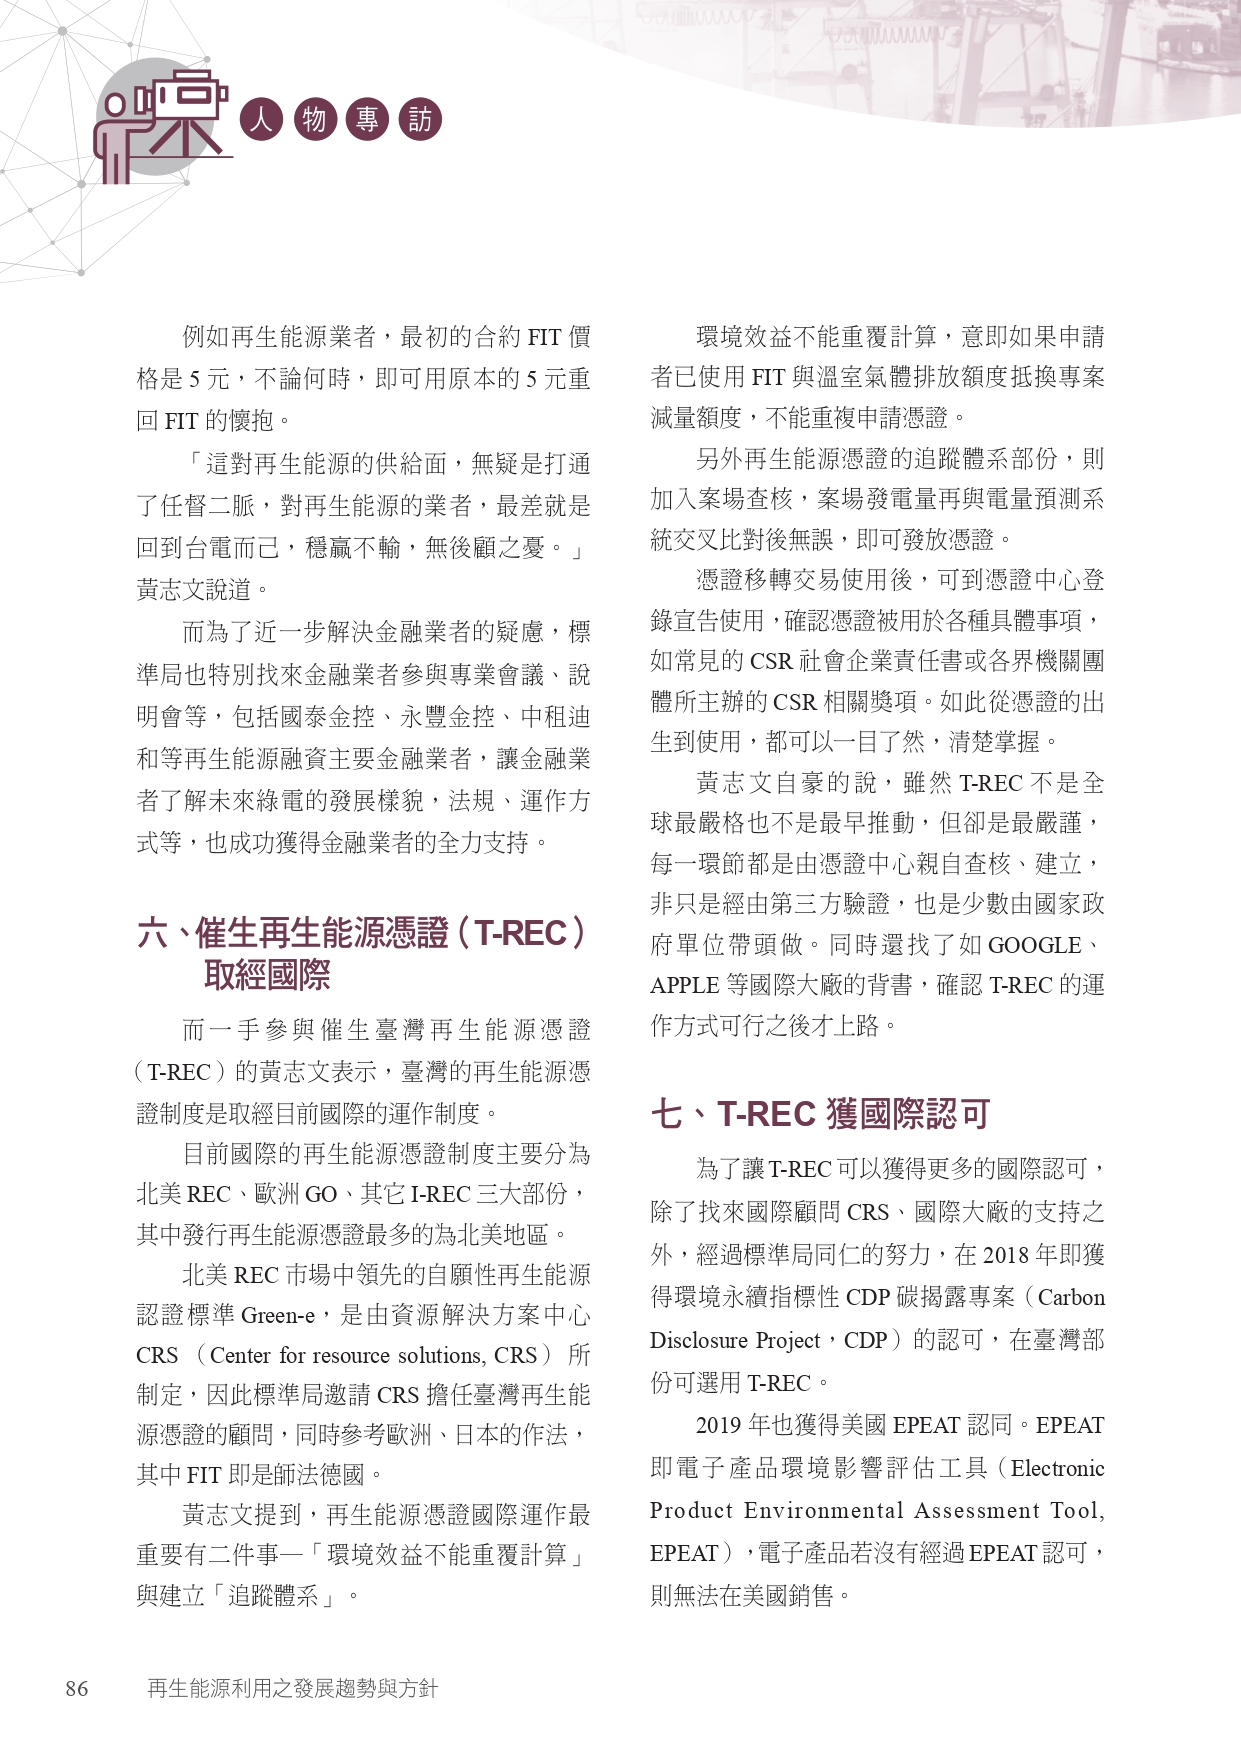 人物專訪
例如再生能源業者，最初的合約 FIT 價
格是 5 元，不論何時，即可用原本的 5 元重
回 FIT 的懷抱。
「這對再生能源的供給面，無疑是打通
了任督二脈，對再生能源的業者，最差就是
回到台電而己，穩贏不輸，無後顧之憂。」
黃志文說道。
而為了近一步解決金融業者的疑慮，標
準局也特別找來金融業者參與專業會議、說
明會等，包括國泰金控、永豐金控、中租迪
和等再生能源融資主要金融業者，讓金融業
者了解未來綠電的發展樣貌，法規、運作方
式等，也成功獲得金融業者的全力支持。
六、催生再生能源憑證（T-REC）
取經國際
而一手參與催生臺灣再生能源憑證
（T-REC）的黃志文表示，臺灣的再生能源憑
證制度是取經目前國際的運作制度。
目前國際的再生能源憑證制度主要分為
北美 REC、歐洲 GO、其它 I-REC 三大部份，
其中發行再生能源憑證最多的為北美地區。
北美 REC 市場中領先的自願性再生能源
認證標準 Green-e，是由資源解決方案中心
CRS （Center for resource solutions, CRS） 所
制定，因此標準局邀請 CRS 擔任臺灣再生能
源憑證的顧問，同時參考歐洲、日本的作法，
其中 FIT 即是師法德國。
黃志文提到，再生能源憑證國際運作最
重要有二件事—「環境效益不能重覆計算」
與建立「追蹤體系」。
環境效益不能重覆計算，意即如果申請
者已使用 FIT 與溫室氣體排放額度抵換專案
減量額度，不能重複申請憑證。
另外再生能源憑證的追蹤體系部份，則
加入案場查核，案場發電量再與電量預測系
統交叉比對後無誤，即可發放憑證。
憑證移轉交易使用後，可到憑證中心登
錄宣告使用，確認憑證被用於各種具體事項，
如常見的 CSR 社會企業責任書或各界機關團
體所主辦的 CSR 相關獎項。如此從憑證的出
生到使用，都可以一目了然，清楚掌握。
黃志文自豪的說，雖然 T-REC 不是全
球最嚴格也不是最早推動，但卻是最嚴謹，
每一環節都是由憑證中心親自查核、建立，
非只是經由第三方驗證，也是少數由國家政
府單位帶頭做。同時還找了如 GOOGLE、
APPLE 等國際大廠的背書，確認 T-REC 的運
作方式可行之後才上路。
七、T-REC 獲國際認可
為了讓 T-REC 可以獲得更多的國際認可，
除了找來國際顧問 CRS、國際大廠的支持之
外，經過標準局同仁的努力，在 2018 年即獲
得環境永續指標性 CDP 碳揭露專案（Carbon
Disclosure Project，CDP）的認可，在臺灣部
份可選用 T-REC。
2019 年也獲得美國 EPEAT 認同。EPEAT
即電子產品環境影響評估工具（Electronic
Product Environmental Assessment Tool,
EPEAT），電子產品若沒有經過 EPEAT 認可，
則無法在美國銷售。
86 再生能源利用之發展趨勢與方針